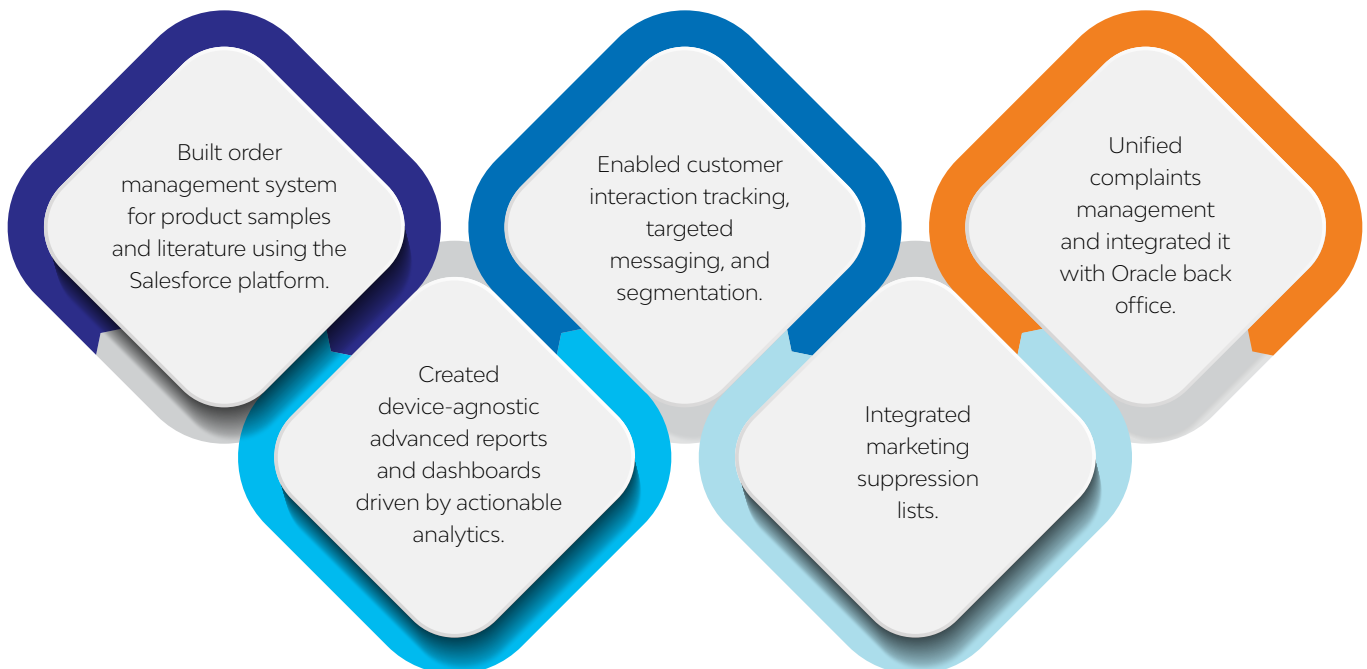 Built order
management system
for product samples
and literature using the
Salesforce platform.
Created
device-agnostic
advanced reports
and dashboards
driven by actionable
analytics.
Enabled customer
interaction tracking,
targeted
messaging, and
segmentation.
Integrated
marketing
suppression
lists.
Unified
complaints
management
and integrated it
with Oracle back
office.